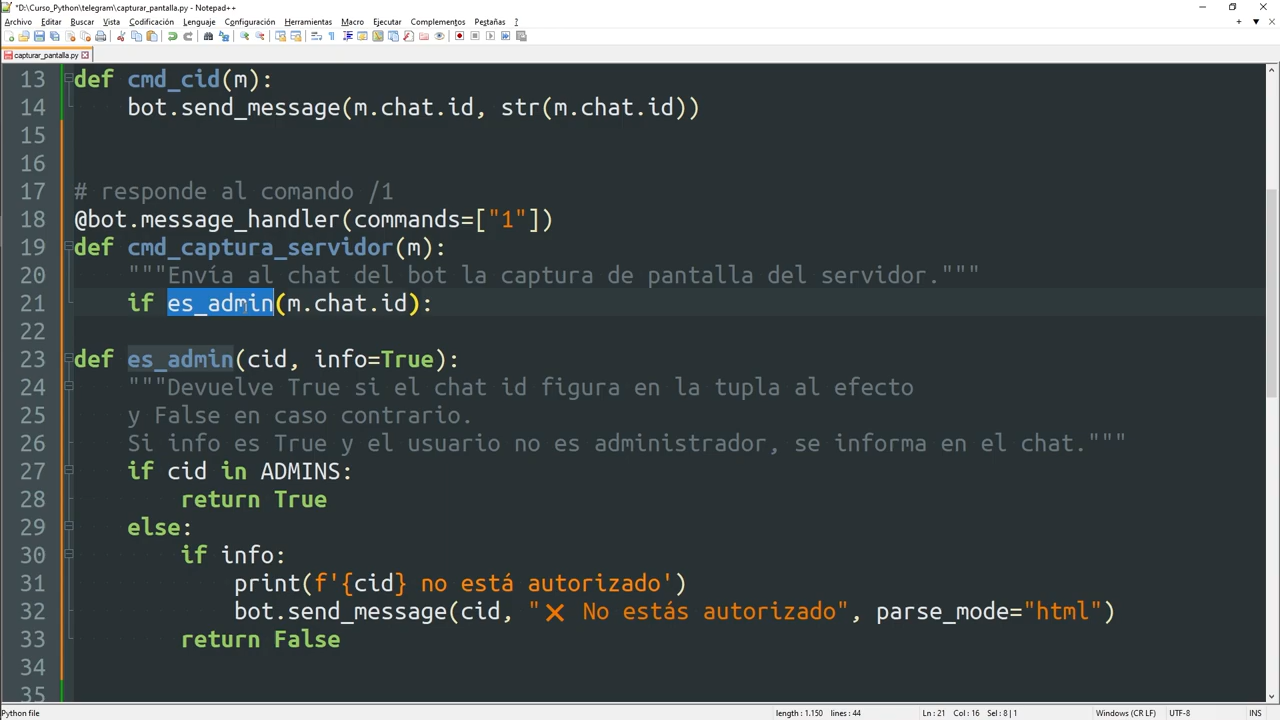 *D:\Curso_Python\telegram\capturar_pantalla.py - Notepad++
Archivo Editar Buscar Vista Codificación Lenguaje Configuración Herramientas Macro Ejecutar Complementos Pestañas ?
capturar_pantalla.py
13 def cmd_cid(m):
14 bot.send_message(m.chat.id, str(m.chat.id))
15
16
17 # responde al comando /1
18 @bot.message_handler(commands=["1"])
19 def cmd_captura_servidor(m):
20 """Envía al chat del bot la captura de pantalla del servidor."""
21 if es_admin(m.chat.id):
22
23 def es_admin(cid, info=True):
24 """Devuelve True si el chat id figura en la tupla al efecto
25 y False en caso contrario.
26 Si info es True y el usuario no es administrador, se informa en el chat."""
27 if cid in ADMINS:
28 return True
29 else:
30 if info:
31 print(f'{cid} no está autorizado')
32 bot.send_message(cid, "❌ No estás autorizado", parse_mode="html")
33 return False
34
35
Python file length : 1.150 lines : 44 Ln : 21 Col : 16 Sel : 8 | 1 Windows (CR LF) UTF-8 INS